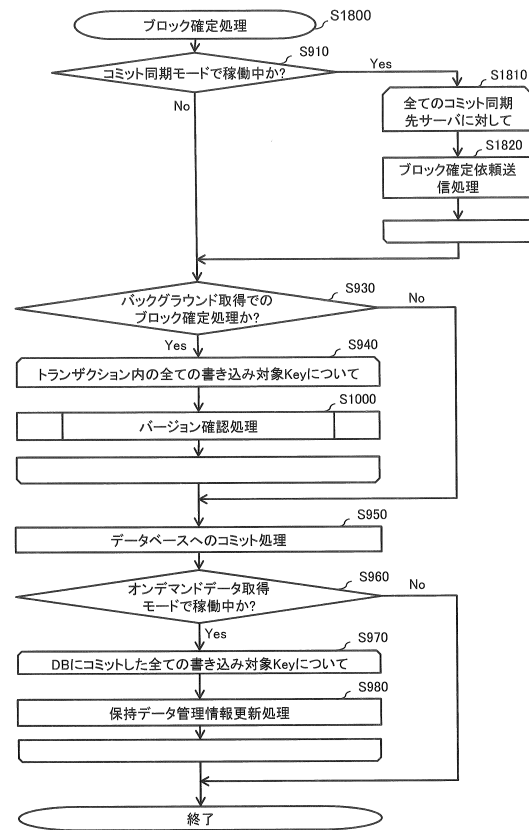 S1800
ブロック確定処理
S910
コミット同期モードで稼働中か?
Yes
No
S1810
全てのコミット同期
先サーバに対して
S1820
ブロック確定依頼送
信処理
S930
バックグラウンド取得での
ブロック確定処理か?
No
Yes
S940
トランザクション内の全ての書き込み対象Keyについて
S1000
バージョン確認処理
S950
データベースへのコミット処理
S960
オンデマンドデータ取得
モードで稼働中か?
No
Yes
S970
DBにコミットした全ての書き込み対象Keyについて
S980
保持データ管理情報更新処理
終了